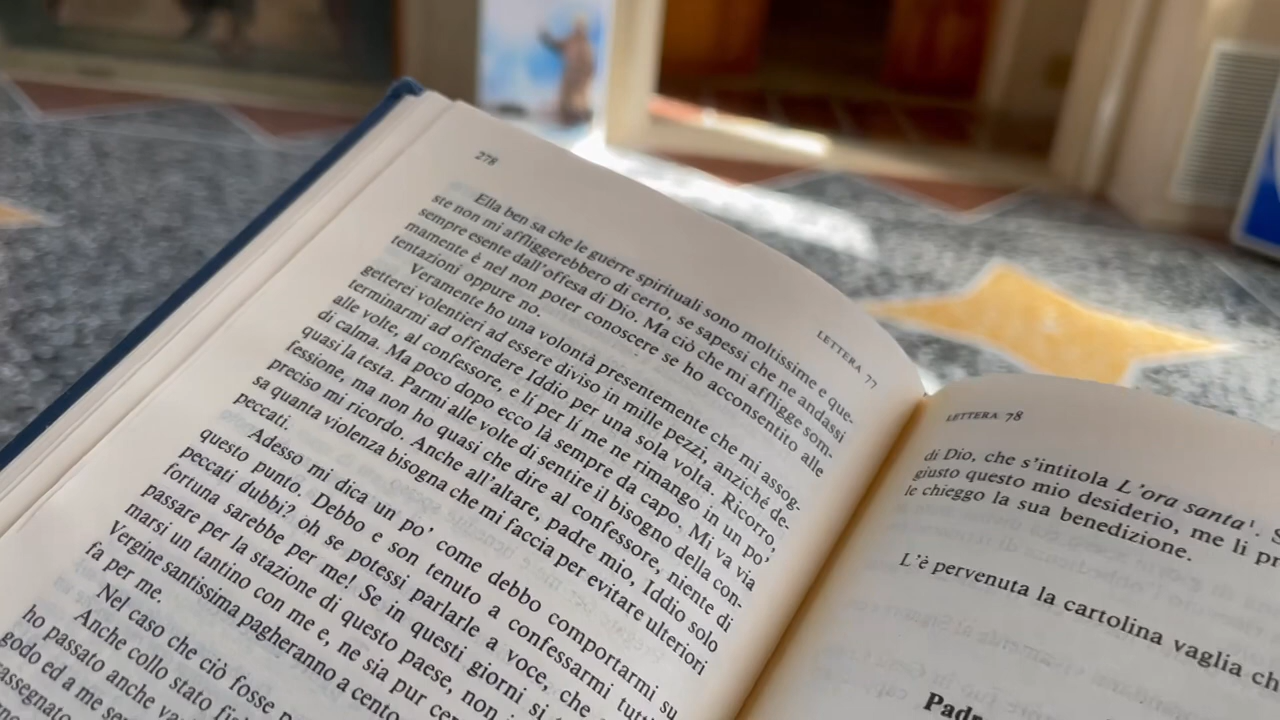 278
LETTERA 77
Ella ben sa che le guerre spirituali sono moltissime e que-
ste non mi affliggerebbero di certo, se sapessi che ne andassi
sempre esente dall'offesa di Dio. Ma ciò che mi affligge som-
mamente è nel non poter conoscere se ho acconsentito alle
tentazioni oppure no.
Veramente ho una volontà presentemente che mi assog-
getterei volentieri ad essere diviso in mille pezzi, anziché de-
terminarmi ad offendere Iddio per una sola volta. Ricorro,
alle volte, al confessore, e lì per lì me ne rimango in un po'
di calma. Ma poco dopo ecco là sempre da capo. Mi va via
quasi la testa. Parmi alle volte di sentire il bisogno della con-
fessione, ma non ho quasi che dire al confessore, niente di
preciso mi ricordo. Anche all'altare, padre mio, Iddio solo
sa quanta violenza bisogna che mi faccia per evitare ulteriori
peccati.
Adesso mi dica un po' come debbo comportarmi su
questo punto. Debbo e son tenuto a confessarmi tutti
peccati dubbi? oh se potessi parlarle a voce, che
fortuna sarebbe per me! Se in questi giorni si
passare per la stazione di questo paese, non
marsi un tantino con me e, ne sia pur cer
Vergine santissima pagheranno a cento
fa per me.
Nel caso che ciò fosse
Anche collo stato
ho passato anche
godo ed a me
LETTERA 78
di Dio, che s'intitola L'ora santa¹. S
giusto questo mio desiderio, me li pr
le chieggo la sua benedizione.
L'è pervenuta la cartolina vaglia ch
Padr